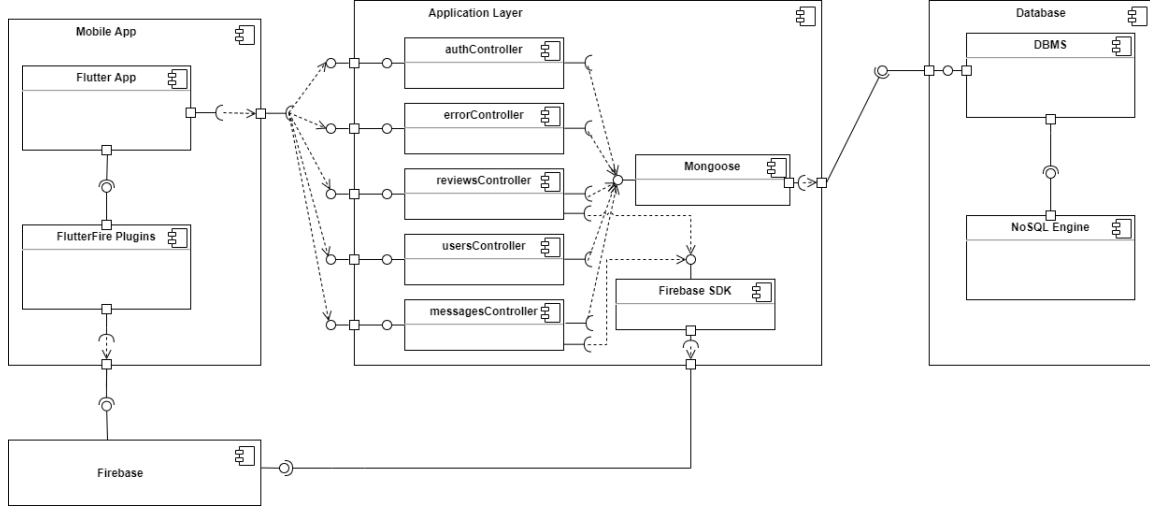 Mobile App
Flutter App
FlutterFire Plugins
Firebase
Application Layer
authController
errorController
reviewsController
usersController
messagesController
Mongoose
Firebase SDK
Database
DBMS
NoSQL Engine